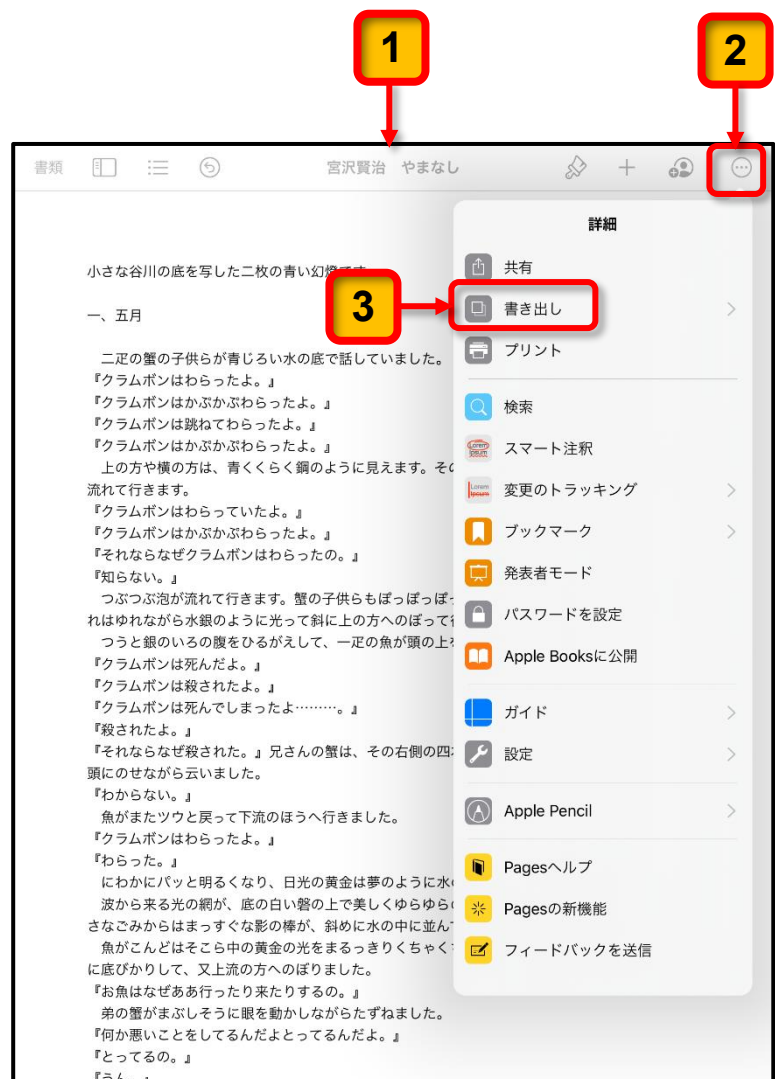 1
2
書類
宮沢賢治　やまなし
詳細
共有
3
書き出し
プリント
検索
スマート注釈
変更のトラッキング
ブックマーク
発表者モード
パスワードを設定
Apple Booksに公開
ガイド
設定
Apple Pencil
Pagesヘルプ
Pagesの新機能
フィードバックを送信
小さな谷川の底を写した二枚の青い幻燈です
一、五月
　二疋の蟹の子供らが青じろい水の底で話していました。
『クラムボンはわらったよ。』
『クラムボンはかぷかぷわらったよ。』
『クラムボンは跳ねてわらったよ。』
『クラムボンはかぷかぷわらったよ。』
　上の方や横の方は、青くくらく鋼のように見えます。その
流れて行きます。
『クラムボンはわらっていたよ。』
『クラムボンはかぷかぷわらったよ。』
『それならなぜクラムボンはわらったの。』
『知らない。』
　つぶつぶ泡が流れて行きます。蟹の子供らもぽっぽっぽっ
れはゆれながら水銀のように光って斜に上の方へのぼって行
　つうと銀のいろの腹をひるがえして、一疋の魚が頭の上を
『クラムボンは死んだよ。』
『クラムボンは殺されたよ。』
『クラムボンは死んでしまったよ………。』
『殺されたよ。』
『それならなぜ殺された。』兄さんの蟹は、その右側の四本
頭にのせながら云いました。
『わからない。』
　魚がまたツウと戻って下流のほうへ行きました。
『クラムボンはわらったよ。』
『わらった。』
　にわかにパッと明るくなり、日光の黄金は夢のように水の
　波から来る光の網が、底の白い磐の上で美しくゆらゆらの
さなごみからはまっすぐな影の棒が、斜めに水の中に並んで
　魚がこんどはそこら中の黄金の光をまるっきりくちゃくち
に底びかりして、又上流の方へのぼりました。
『お魚はなぜああ行ったり来たりするの。』
　弟の蟹がまぶしそうに眼を動かしながらたずねました。
『何か悪いことをしてるんだよとってるんだよ。』
『とってるの。』
『うん。』